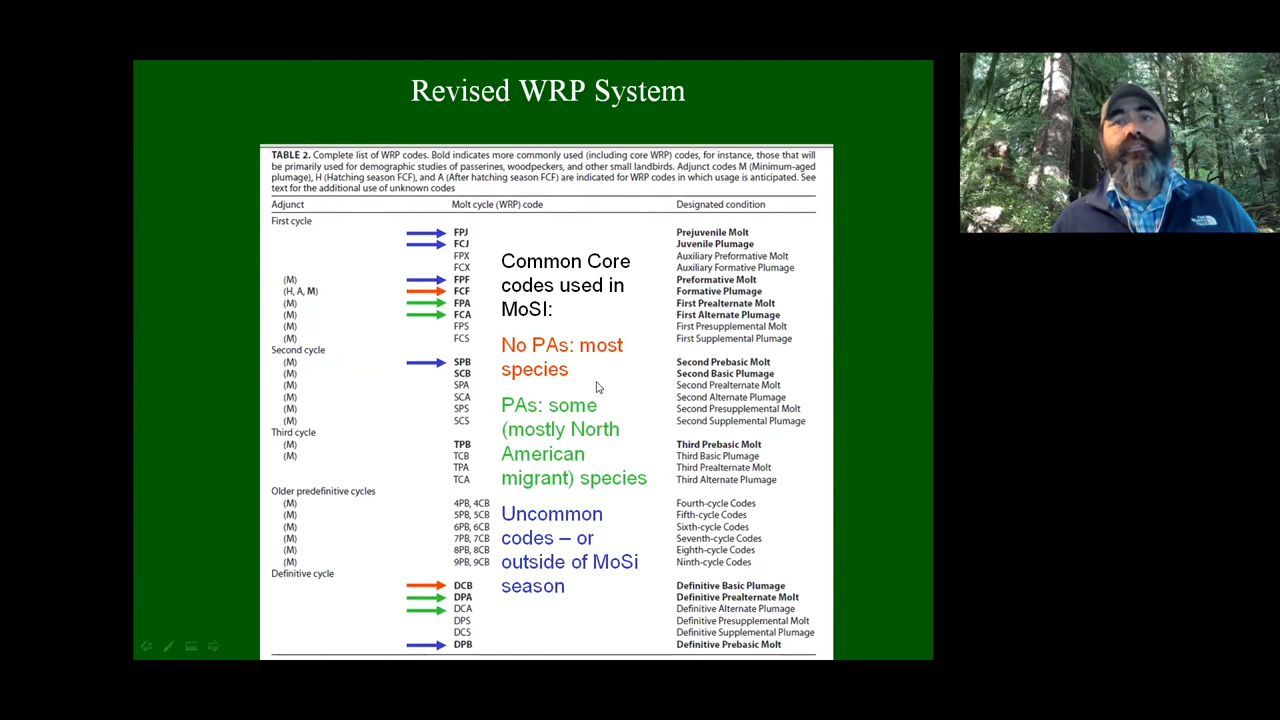 Revised WRP System
TABLE 2. Complete list of WRP codes. Bold indicates more commonly used (including core WRP) codes, for instance, those that will
be primarily used for demographic studies of passerines, woodpeckers, and other small landbirds. Adjunct codes M (Minimum-aged
plumage), H (Hatching season FCF), and A (After hatching season FCF) are indicated for WRP codes in which usage is anticipated. See
text for the additional use of unknown codes
Adjunct Molt cycle (WRP) code Designated condition
First cycle
FPJ Prejuvenile Molt
FCJ Juvenile Plumage
FPX Auxiliary Preformative Molt
FCX Auxiliary Formative Plumage
(M) FPF Preformative Molt
(H, A, M) FCF Formative Plumage
(M) FPA First Prealternate Molt
(M) FCA First Alternate Plumage
(M) FPS First Presupplemental Molt
(M) FCS First Supplemental Plumage
Second cycle
(M) SPB Second Prebasic Molt
(M) SCB Second Basic Plumage
(M) SPA Second Prealternate Molt
(M) SCA Second Alternate Plumage
(M) SPS Second Presupplemental Molt
(M) SCS Second Supplemental Plumage
Third cycle
(M) TPB Third Prebasic Molt
(M) TCB Third Basic Plumage
TPA Third Prealternate Molt
TCA Third Alternate Plumage
Older predefinitive cycles
(M) 4PB, 4CB Fourth-cycle Codes
(M) 5PB, 5CB Fifth-cycle Codes
(M) 6PB, 6CB Sixth-cycle Codes
(M) 7PB, 7CB Seventh-cycle Codes
(M) 8PB, 8CB Eighth-cycle Codes
(M) 9PB, 9CB Ninth-cycle Codes
Definitive cycle
DCB Definitive Basic Plumage
DPA Definitive Prealternate Molt
DCA Definitive Alternate Plumage
DPS Definitive Presupplemental Molt
DCS Definitive Supplemental Plumage
DPB Definitive Prebasic Molt
Common Core
codes used in
MoSI:
No PAs: most
species
PAs: some
(mostly North
American
migrant) species
Uncommon
codes – or
outside of MoSi
season